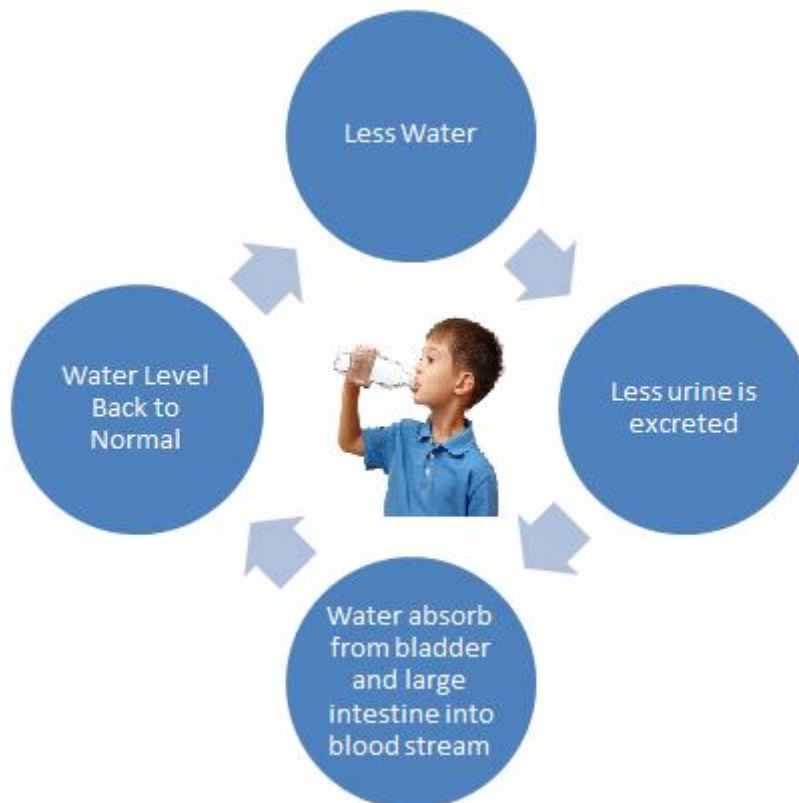 Less Water
Less urine is
excreted
Water absorb
from bladder
and large
intestine into
blood stream
Water Level
Back to
Normal